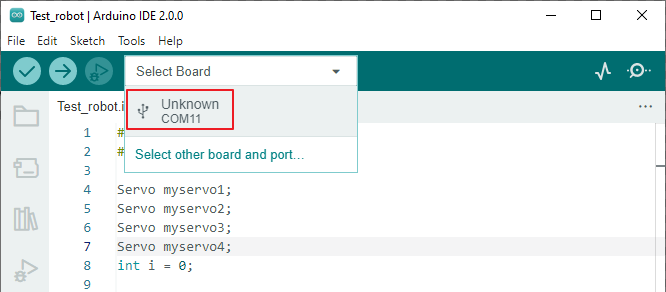 Test_robot | Arduino IDE 2.0.0
File Edit Sketch Tools Help
Select Board
Unknown
COM11
Select other board and port...
Test_robot.i
1 #
2 #
3
4 Servo myservo1;
5 Servo myservo2;
6 Servo myservo3;
7 Servo myservo4;
8 int i = 0;
9